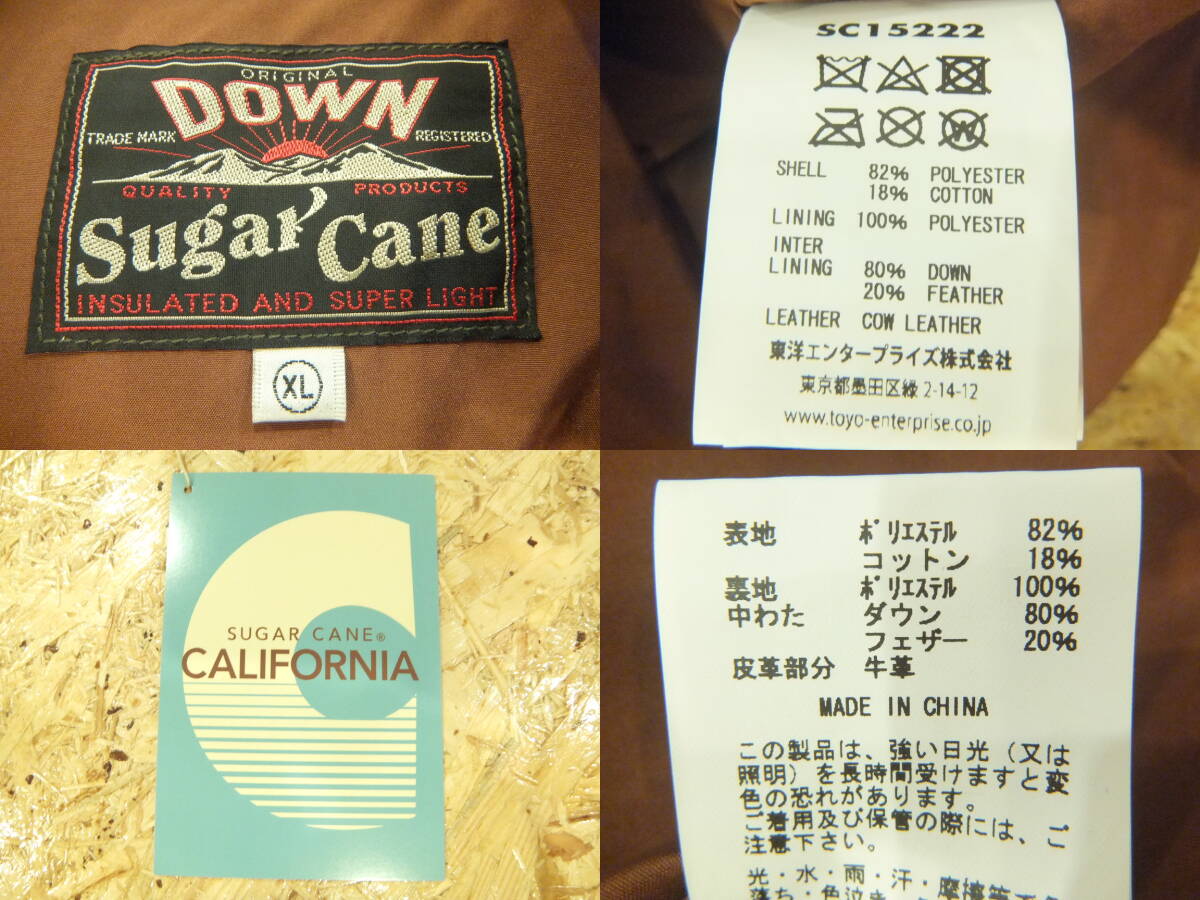 ORIGINAL
DOWN
TRADE MARK REGISTERED
QUALITY PRODUCTS
Sugar Cane
INSULATED AND SUPER LIGHT
XL
SC15222
W
SHELL 82% POLYESTER
18% COTTON
LINING 100% POLYESTER
INTER
LINING 80% DOWN
20% FEATHER
LEATHER COW LEATHER
東洋エンタープライズ株式会社
東京都墨田区緑 2-14-12
www.toyo-enterprise.co.jp
SUGAR CANE®
CALIFORNIA
表地 ポリエステル 82%
コットン 18%
裏地 ポリエステル 100%
中わた ダウン 80%
フェザー 20%
皮革部分 牛革
MADE IN CHINA
この製品は、強い日光（又は
照明）を長時間受けますと変
色の恐れがあります。
ご着用及び保管の際には、ご
注意下さい。
光・水・雨・汗・摩擦等
落ち・色泣き